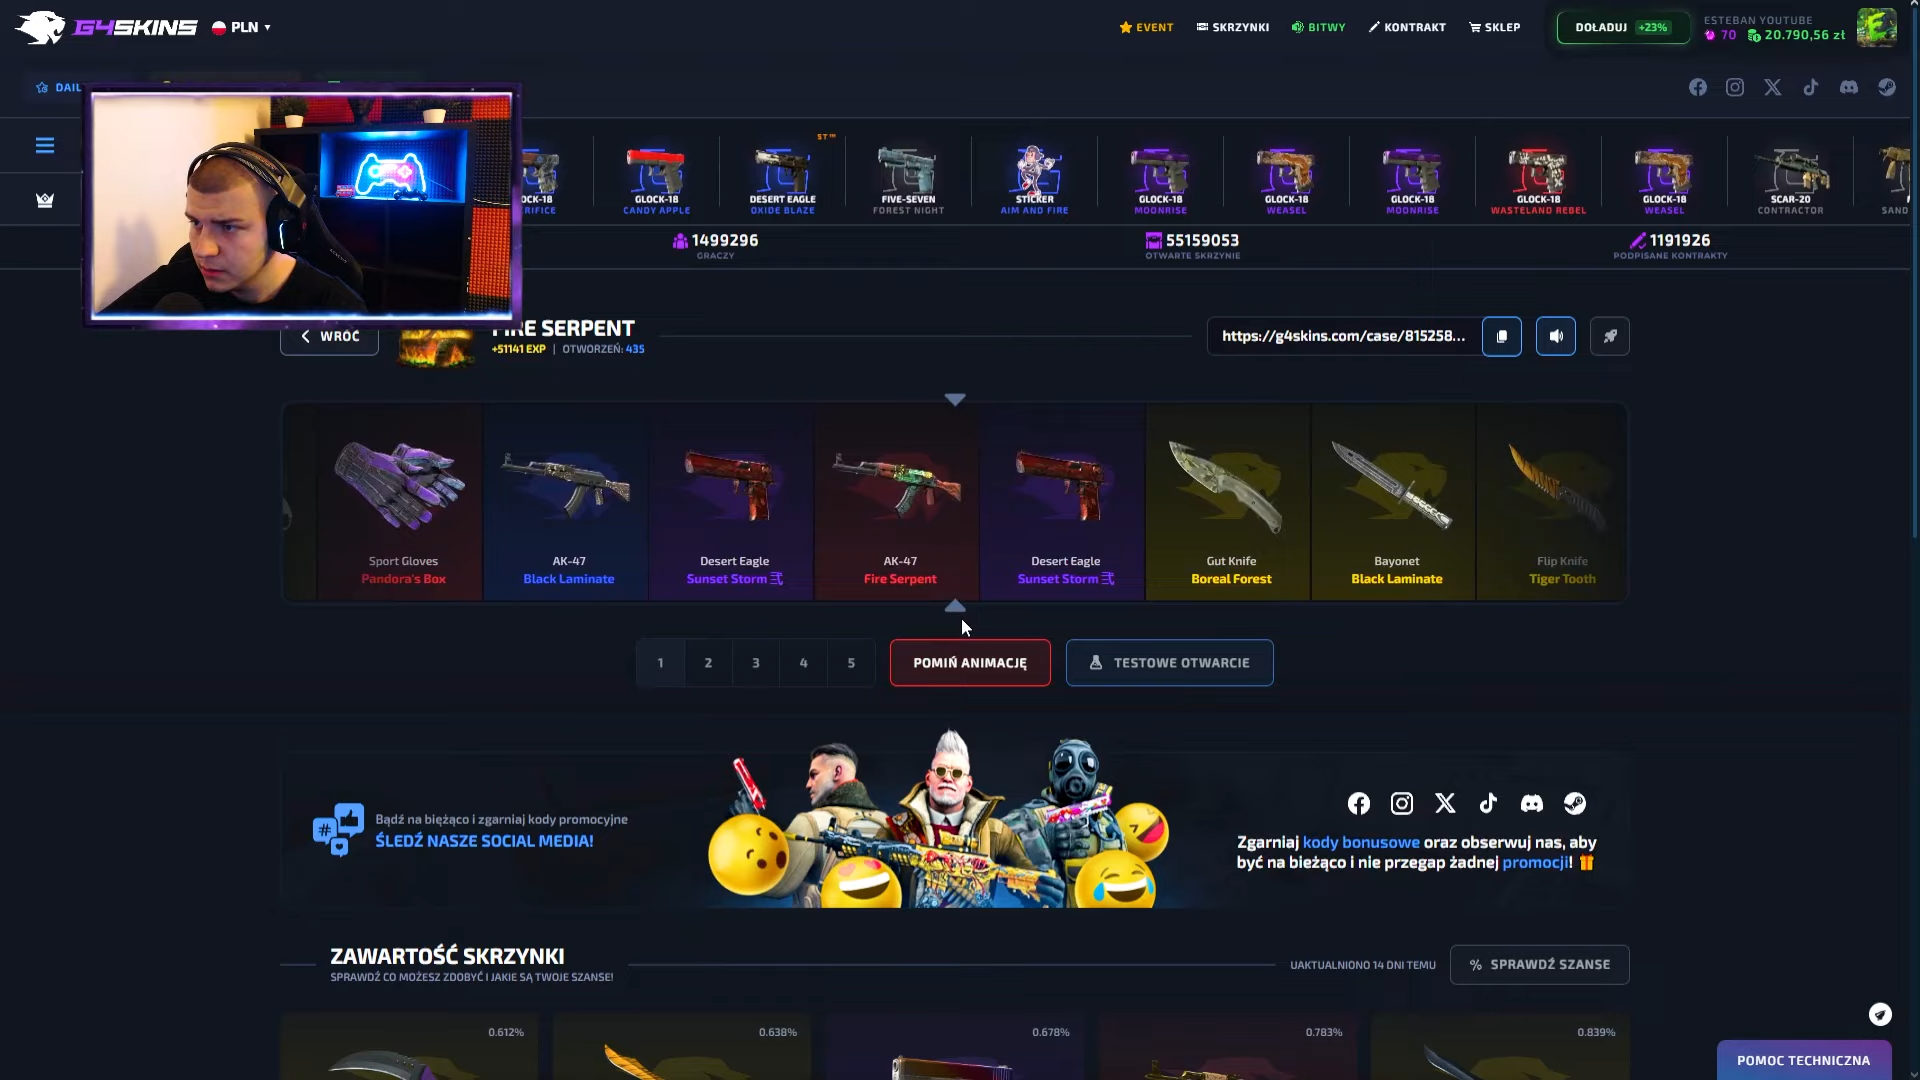 G4SKINS
PLN
EVENT
SKRZYNKI
BITWY
KONTRAKT
SKLEP
DOŁADUJ +23%
ESTEBAN YOUTUBE
70 20.790,56 zł
DAIL
GLOCK-18
CANDY APPLE
ST™
DESERT EAGLE
OXIDE BLAZE
FIVE-SEVEN
FOREST NIGHT
STICKER
AIM AND FIRE
GLOCK-18
MOONRISE
GLOCK-18
WEASEL
GLOCK-18
MOONRISE
GLOCK-18
WASTELAND REBEL
GLOCK-18
WEASEL
SCAR-20
CONTRACTOR
SAND
1499296
GRACZY
55159053
OTWARTE SKRZYNIE
1191926
PODPISANE KONTRAKTY
WRÓĆ
FIRE SERPENT
+51141 EXP | OTWORZEŃ: 435
https://g4skins.com/case/815258...
Sport Gloves
Pandora's Box
AK-47
Black Laminate
Desert Eagle
Sunset Storm 弐
AK-47
Fire Serpent
Desert Eagle
Sunset Storm 弐
Gut Knife
Boreal Forest
Bayonet
Black Laminate
Flip Knife
Tiger Tooth
1 2 3 4 5
POMIŃ ANIMACJĘ
TESTOWE OTWARCIE
Bądź na bieżąco i zgarniaj kody promocyjne
ŚLEDŹ NASZE SOCIAL MEDIA!
Zgarniaj kody bonusowe oraz obserwuj nas, aby
być na bieżąco i nie przegap żadnej promocji!
ZAWARTOŚĆ SKRZYNKI
SPRAWDŹ CO MOŻESZ ZDOBYĆ I JAKIE SĄ TWOJE SZANSE!
UAKTUALNIONO 14 DNI TEMU
% SPRAWDŹ SZANSE
0.612%
0.638%
0.678%
0.783%
0.839%
POMOC TECHNICZNA